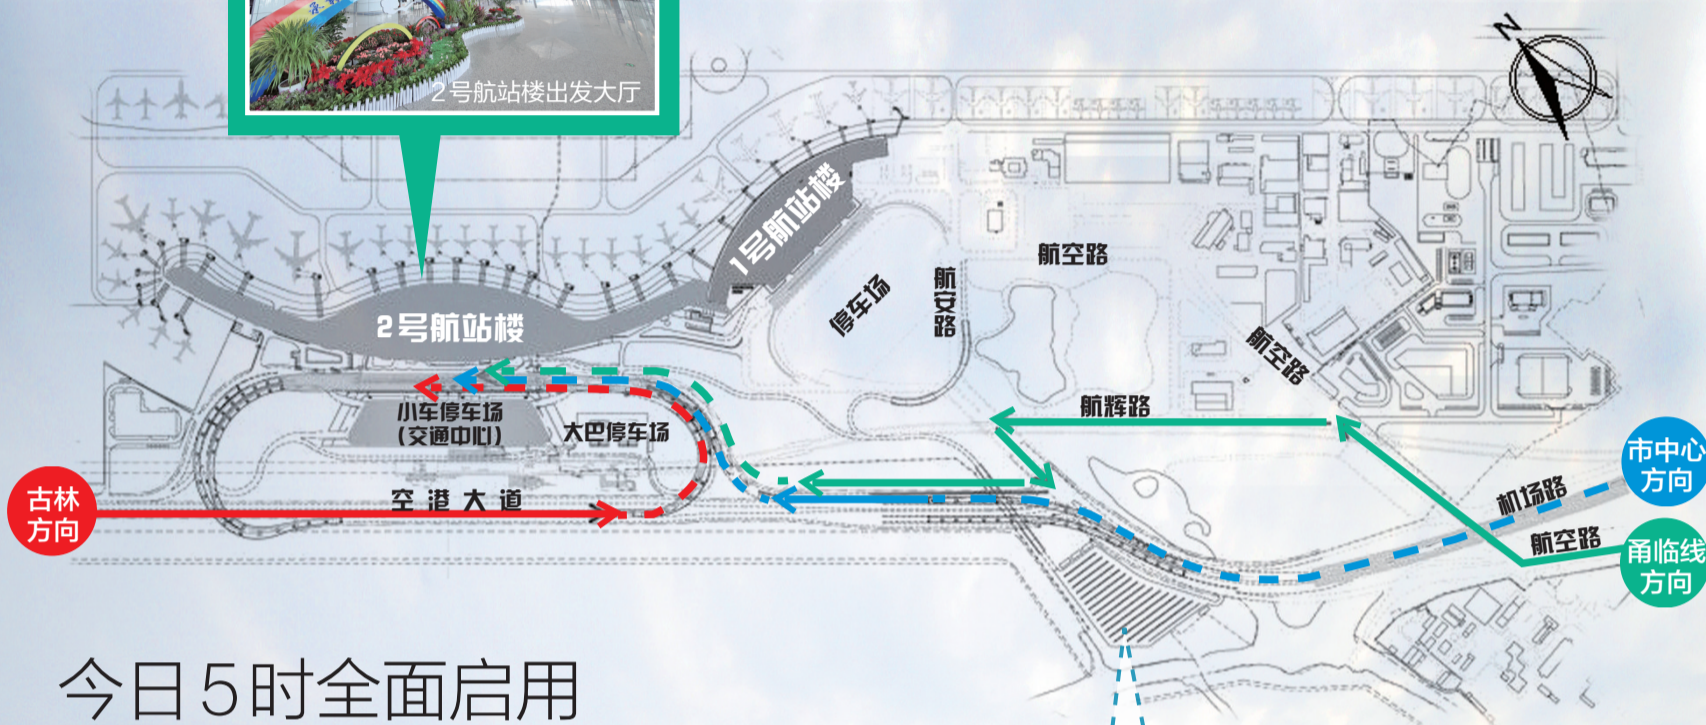 2号航站楼出发大厅
N
1号航站楼
停车场
航安路
航空路
2号航站楼
航空路
小车停车场
(交通中心)
大巴停车场
航辉路
市中心
方向
机场路
古林
方向
空港大道
航空路
甬临线
方向
今日5时全面启用